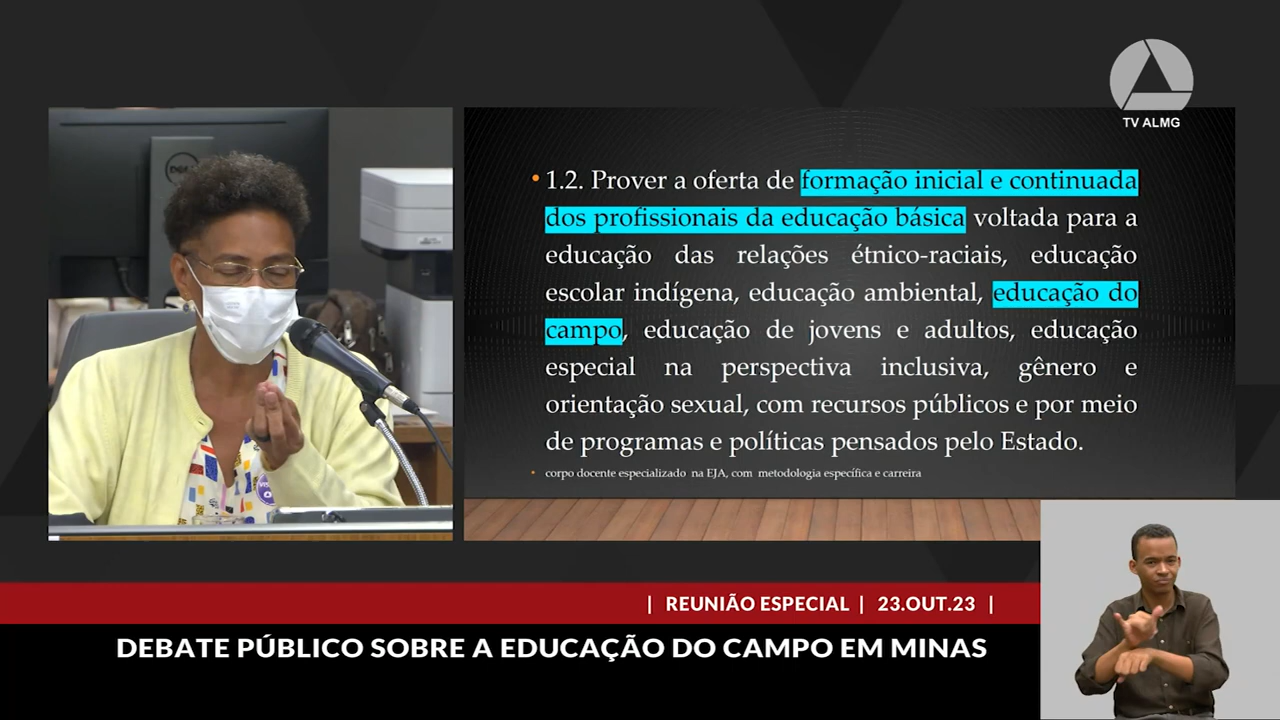 TV ALMG
DELL
• 1.2. Prover a oferta de formação inicial e continuada
dos profissionais da educação básica voltada para a
educação das relações étnico-raciais, educação
escolar indígena, educação ambiental, educação do
campo, educação de jovens e adultos, educação
especial na perspectiva inclusiva, gênero e
orientação sexual, com recursos públicos e por meio
de programas e políticas pensados pelo Estado.
• corpo docente especializado na EJA, com metodologia específica e carreira
| REUNIÃO ESPECIAL | 23.OUT.23 |
DEBATE PÚBLICO SOBRE A EDUCAÇÃO DO CAMPO EM MINAS